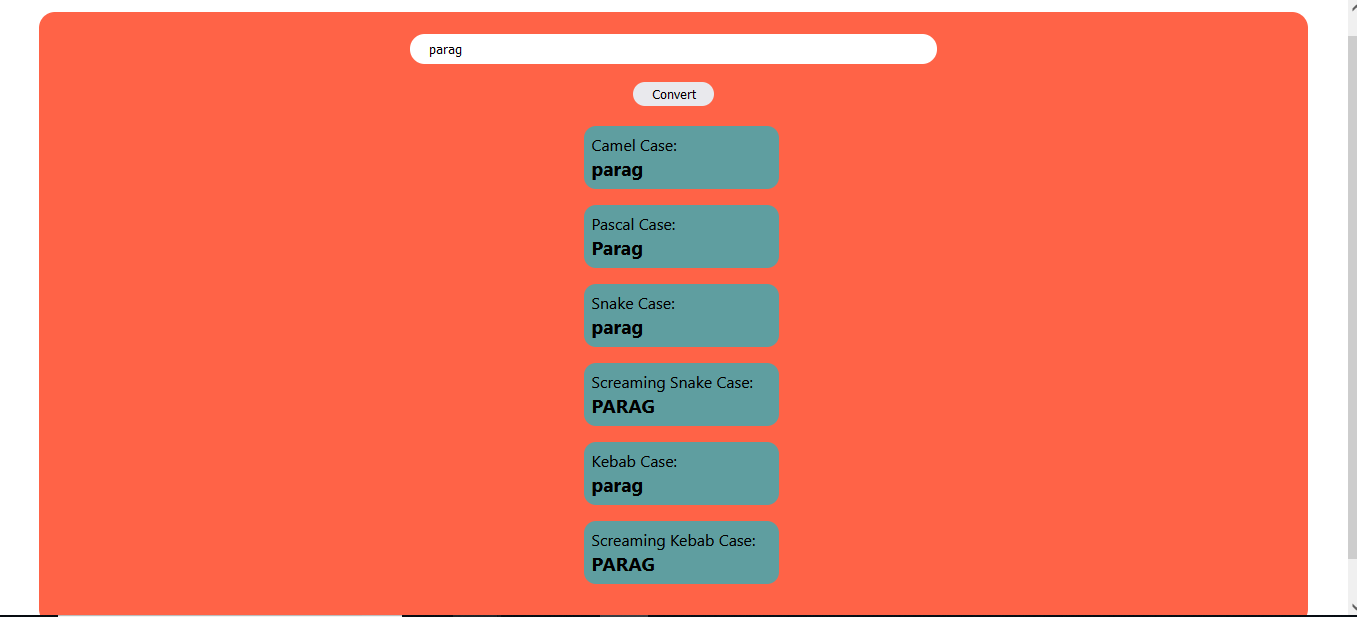 parag
Convert
Camel Case:
parag
Pascal Case:
Parag
Snake Case:
parag
Screaming Snake Case:
PARAG
Kebab Case:
parag
Screaming Kebab Case:
PARAG